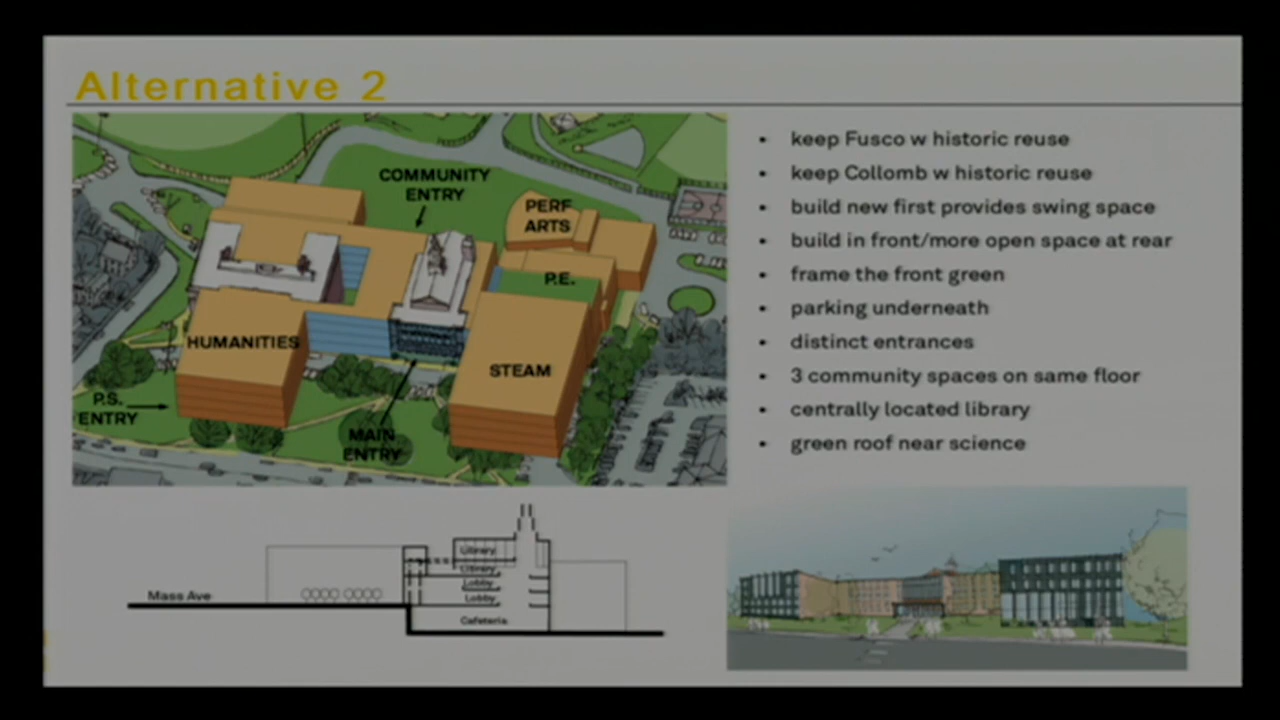 Alternative 2
COMMUNITY
ENTRY
PERF
ARTS
P.E.
HUMANITIES
STEAM
P.S.
ENTRY
MAIN
ENTRY
• keep Fusco w historic reuse
• keep Collomb w historic reuse
• build new first provides swing space
• build in front/more open space at rear
• frame the front green
• parking underneath
• distinct entrances
• 3 community spaces on same floor
• centrally located library
• green roof near science
Library
Library
Lobby
Mass Ave
Lobby
Cafeteria